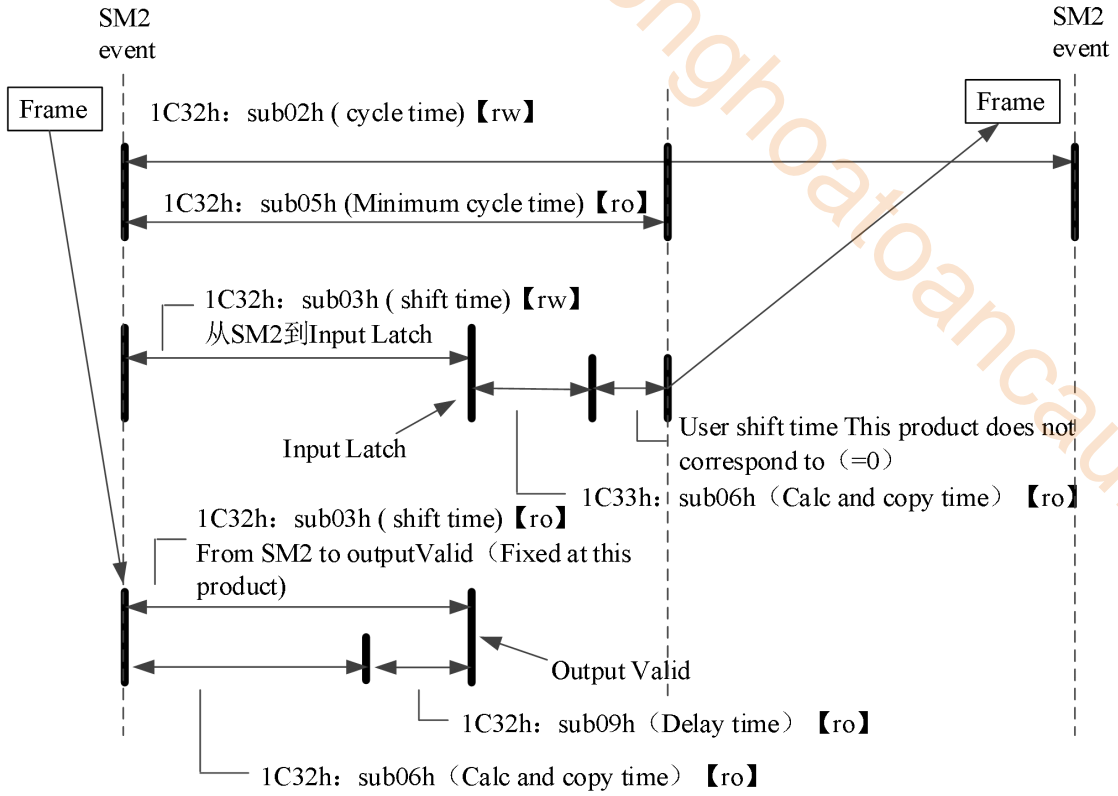 SM2
event
SM2
event
Frame
Frame
1C32h：sub02h ( cycle time)【rw】
1C32h：sub05h (Minimum cycle time)【ro】
1C32h：sub03h ( shift time)【rw】
从SM2到Input Latch
Input Latch
User shift time This product does not
correspond to（=0）
1C33h：sub06h（Calc and copy time）【ro】
1C32h：sub03h ( shift time)【ro】
From SM2 to outputValid（Fixed at this
product)
Output Valid
1C32h：sub09h（Delay time）【ro】
1C32h：sub06h（Calc and copy time）【ro】